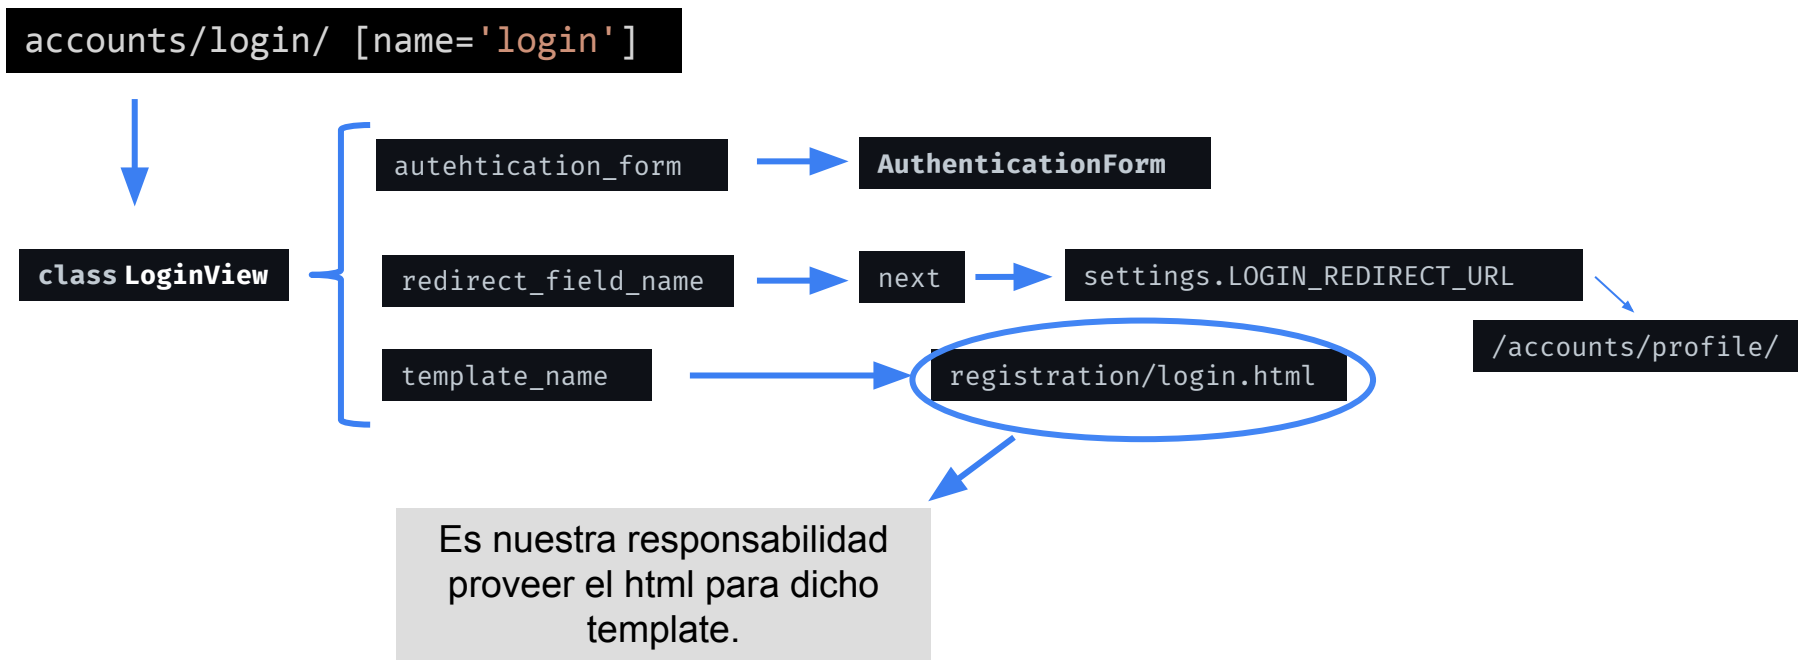 accounts/login/ [name='login']
autehtication_form
AuthenticationForm
class LoginView
redirect_field_name
next
settings.LOGIN_REDIRECT_URL
/accounts/profile/
template_name
registration/login.html
Es nuestra responsabilidad
proveer el html para dicho
template.